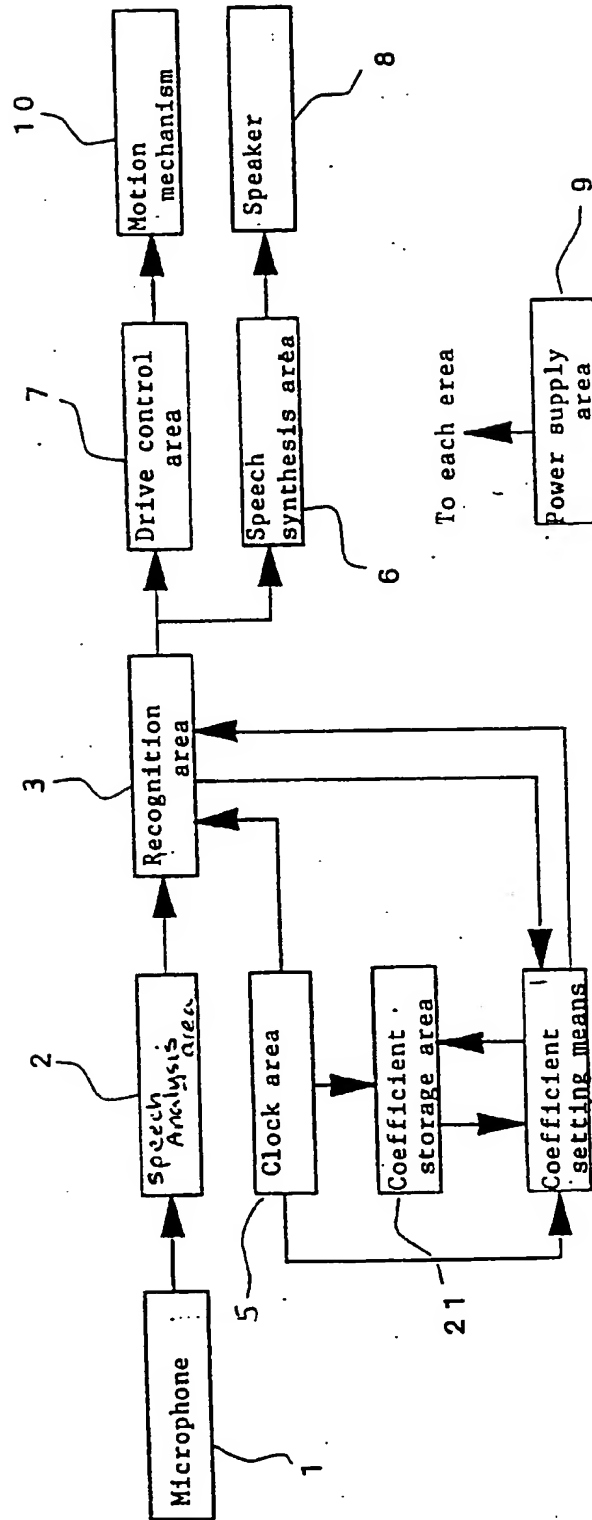 1
Microphone
2
Speech
Analysis
area
3
Recognition
area
7
Drive control
area
10
Motion
mechanism
Speech
synthesis area
6
Speaker
8
5
Clock area
Coefficient
storage area
21
Coefficient
setting means
To each erea
Power supply
area
9